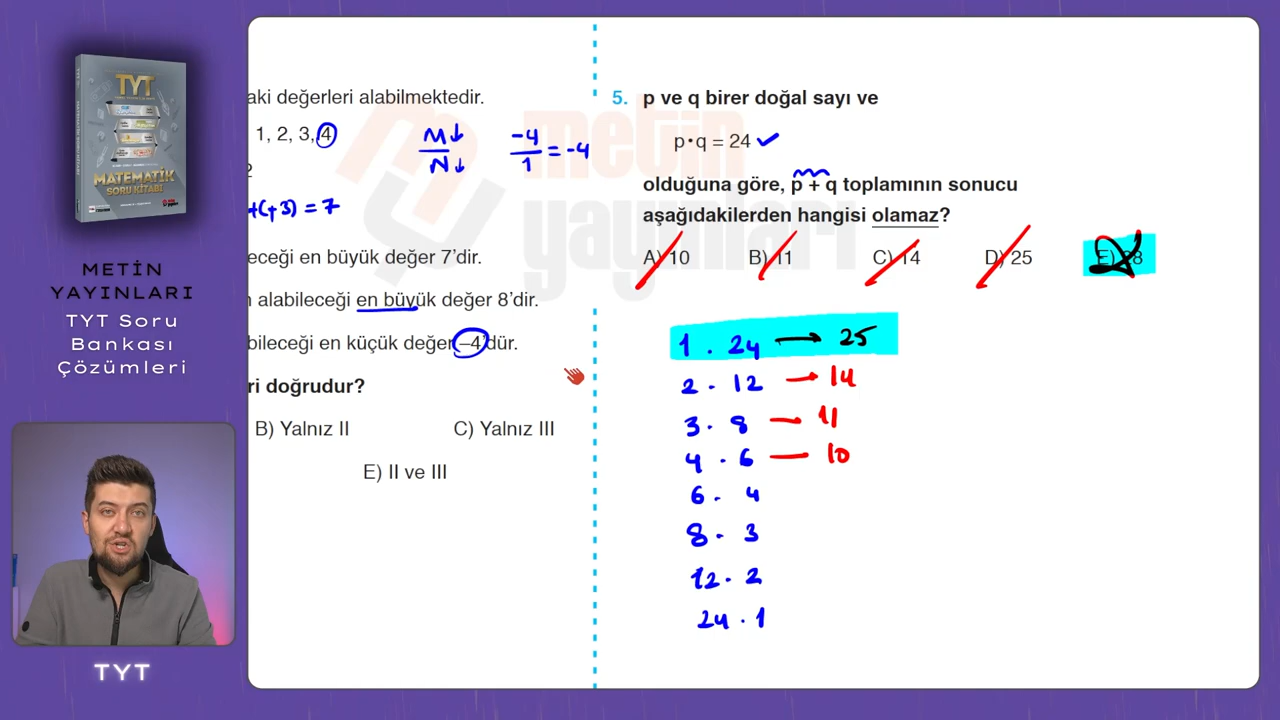 TYT
MATEMATİK
SORU KİTABI
METİN
YAYINLARI
TYT Soru
Bankası
Çözümleri
TYT
aki değerleri alabilmektedir.
1, 2, 3, 4
2
+(+3) = 7
M↓
N↓
-4
1
= -4
eceği en büyük değer 7'dir.
n alabileceği en büyük değer 8'dir.
bileceği en küçük değer –4'dür.
ri doğrudur?
B) Yalnız II
C) Yalnız III
E) II ve III
metin
yayınları
5. p ve q birer doğal sayı ve
p•q = 24
olduğuna göre, p + q toplamının sonucu
aşağıdakilerden hangisi olamaz?
A) 10 B) 11 C) 14 D) 25 E) 28
1 . 24 → 25
2 . 12 → 14
3 . 8 — 11
4 . 6 — 10
6 . 4
8 . 3
12 . 2
24 . 1